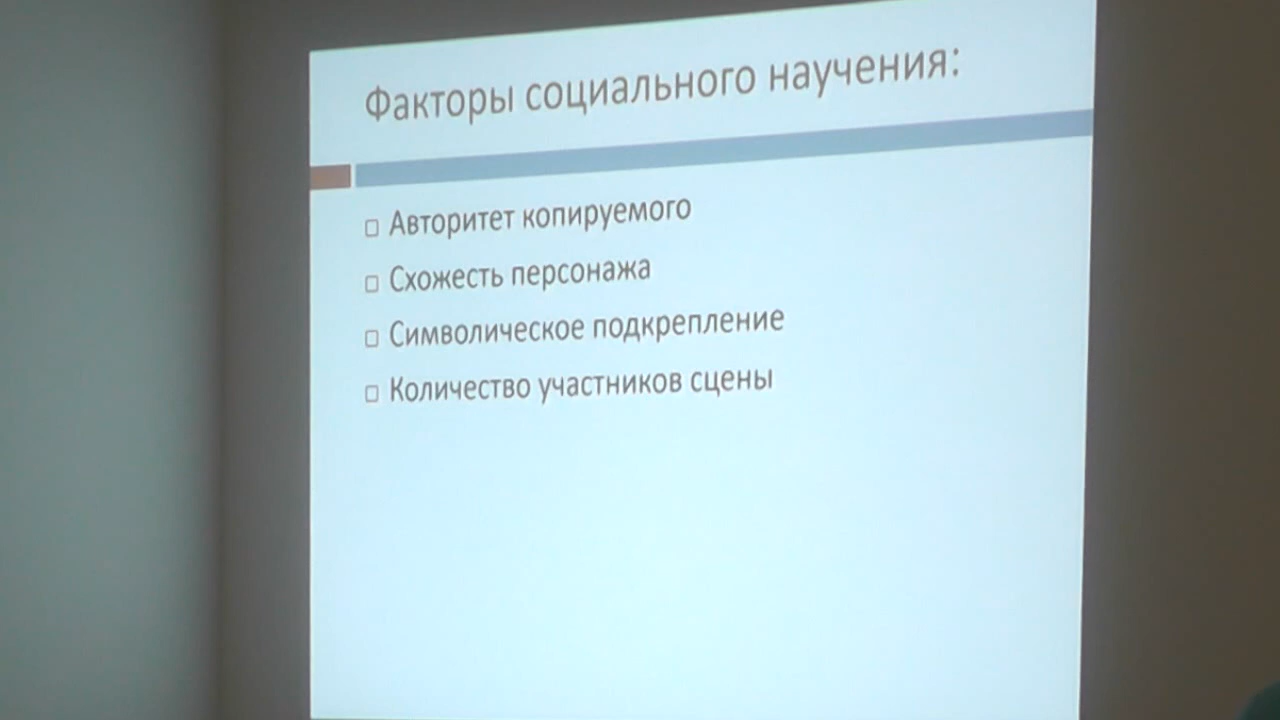 Факторы социального научения:
Авторитет копируемого
Схожесть персонажа
Символическое подкрепление
Количество участников сцены